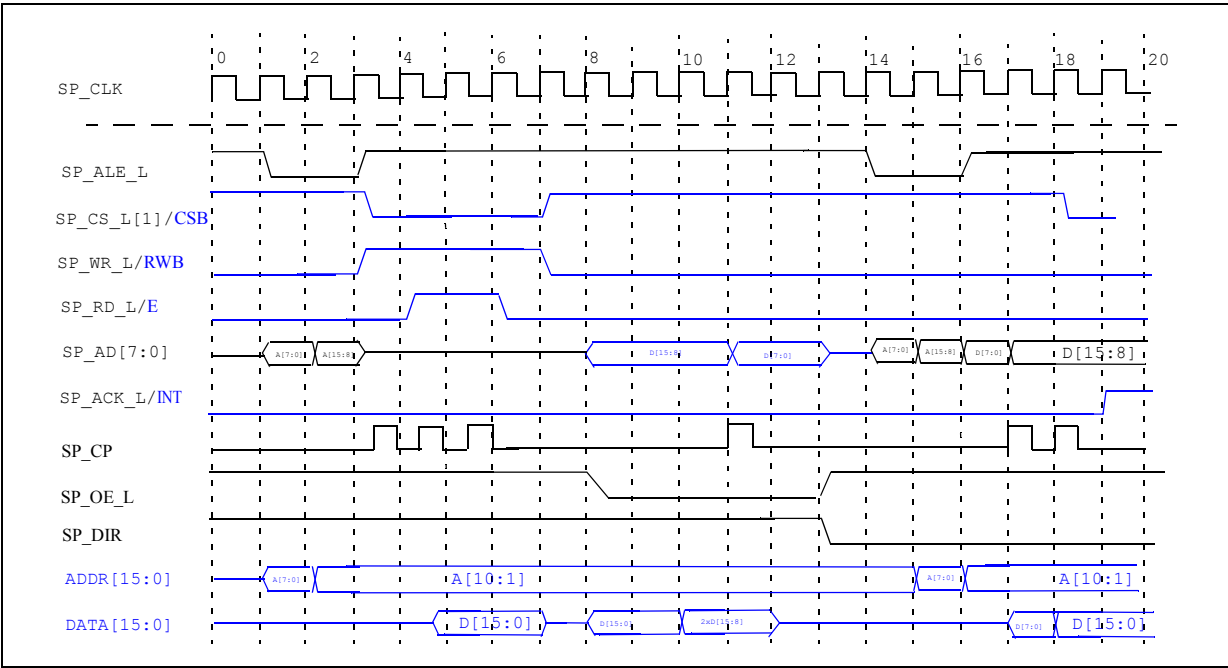 0 2 4 6 8 10 12 14 16 18 20
SP_CLK
SP_ALE_L
SP_CS_L[1]/CSB
SP_WR_L/RWB
SP_RD_L/E
SP_AD[7:0] A[7:0] A[15:8] D[15:8] D[7:0] A[7:0] A[15:8] D[7:0] D[15:8]
SP_ACK_L/INT
SP_CP
SP_OE_L
SP_DIR
ADDR[15:0] A[7:0] A[10:1] A[7:0] A[10:1]
DATA[15:0] D[15:0] D[15:0] 2xD[15:8] D[7:0] D[15:0]